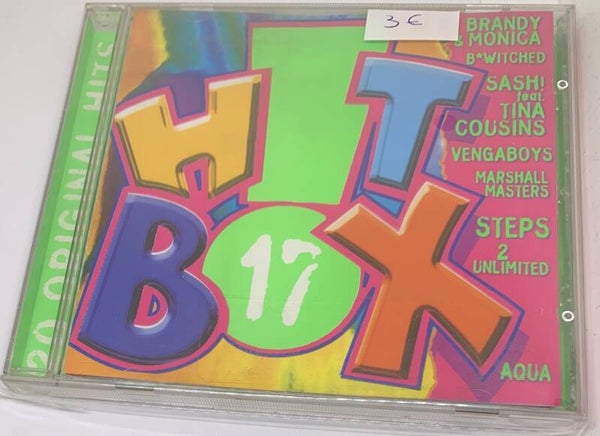 3 €
BRANDY
& MONICA
B*WITCHED
SASH!
feat.
TINA
COUSINS
VENGABOYS
MARSHALL
MASTERS
STEPS
2
UNLIMITED
AQUA
HIT
BOX
17
20 ORIGINAL HITS